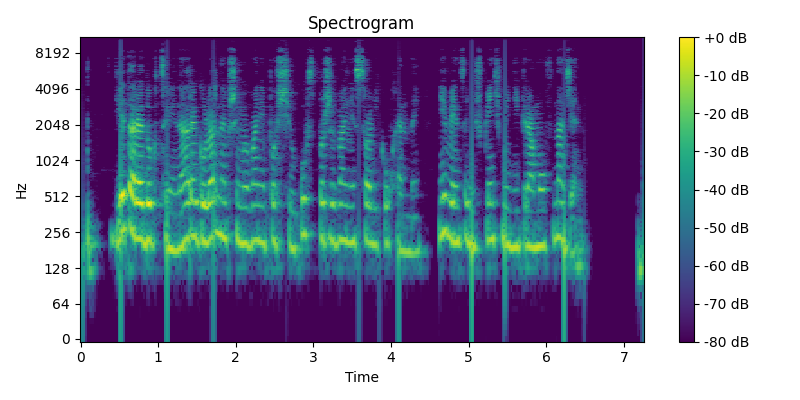 Spectrogram
Hz
8192
4096
2048
1024
512
256
128
64
0
0 1 2 3 4 5 6 7
Time
+0 dB
-10 dB
-20 dB
-30 dB
-40 dB
-50 dB
-60 dB
-70 dB
-80 dB